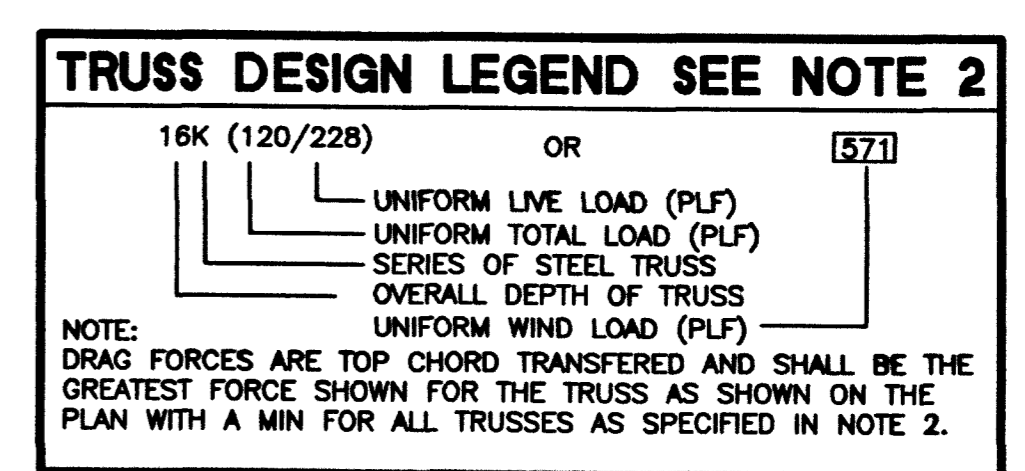 TRUSS DESIGN LEGEND SEE NOTE 2
16K (120/228) OR 571
UNIFORM LIVE LOAD (PLF)
UNIFORM TOTAL LOAD (PLF)
SERIES OF STEEL TRUSS
OVERALL DEPTH OF TRUSS
NOTE: UNIFORM WIND LOAD (PLF)
DRAG FORCES ARE TOP CHORD TRANSFERED AND SHALL BE THE
GREATEST FORCE SHOWN FOR THE TRUSS AS SHOWN ON THE
PLAN WITH A MIN FOR ALL TRUSSES AS SPECIFIED IN NOTE 2.